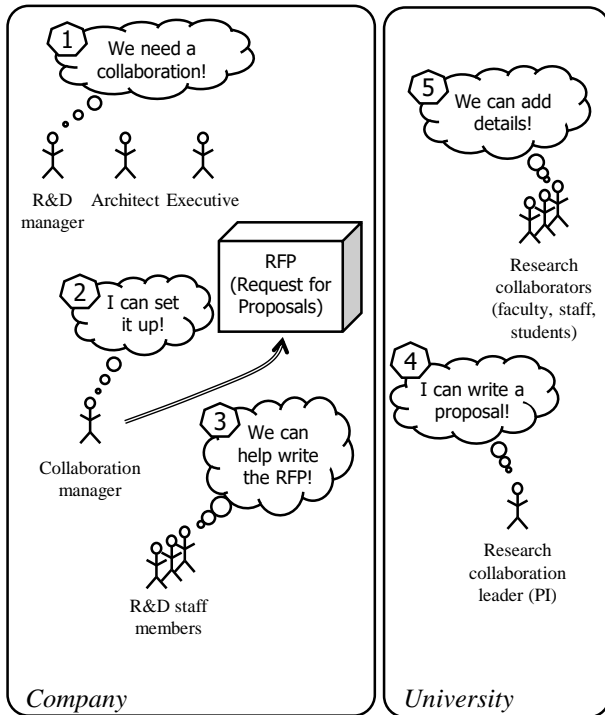 1
We need a
collaboration!
R&D
manager
Architect
Executive
RFP
(Request for
Proposals)
2
I can set
it up!
Collaboration
manager
3
We can
help write
the RFP!
R&D staff
members
Company
5
We can add
details!
Research
collaborators
(faculty, staff,
students)
4
I can write a
proposal!
Research
collaboration
leader (PI)
University